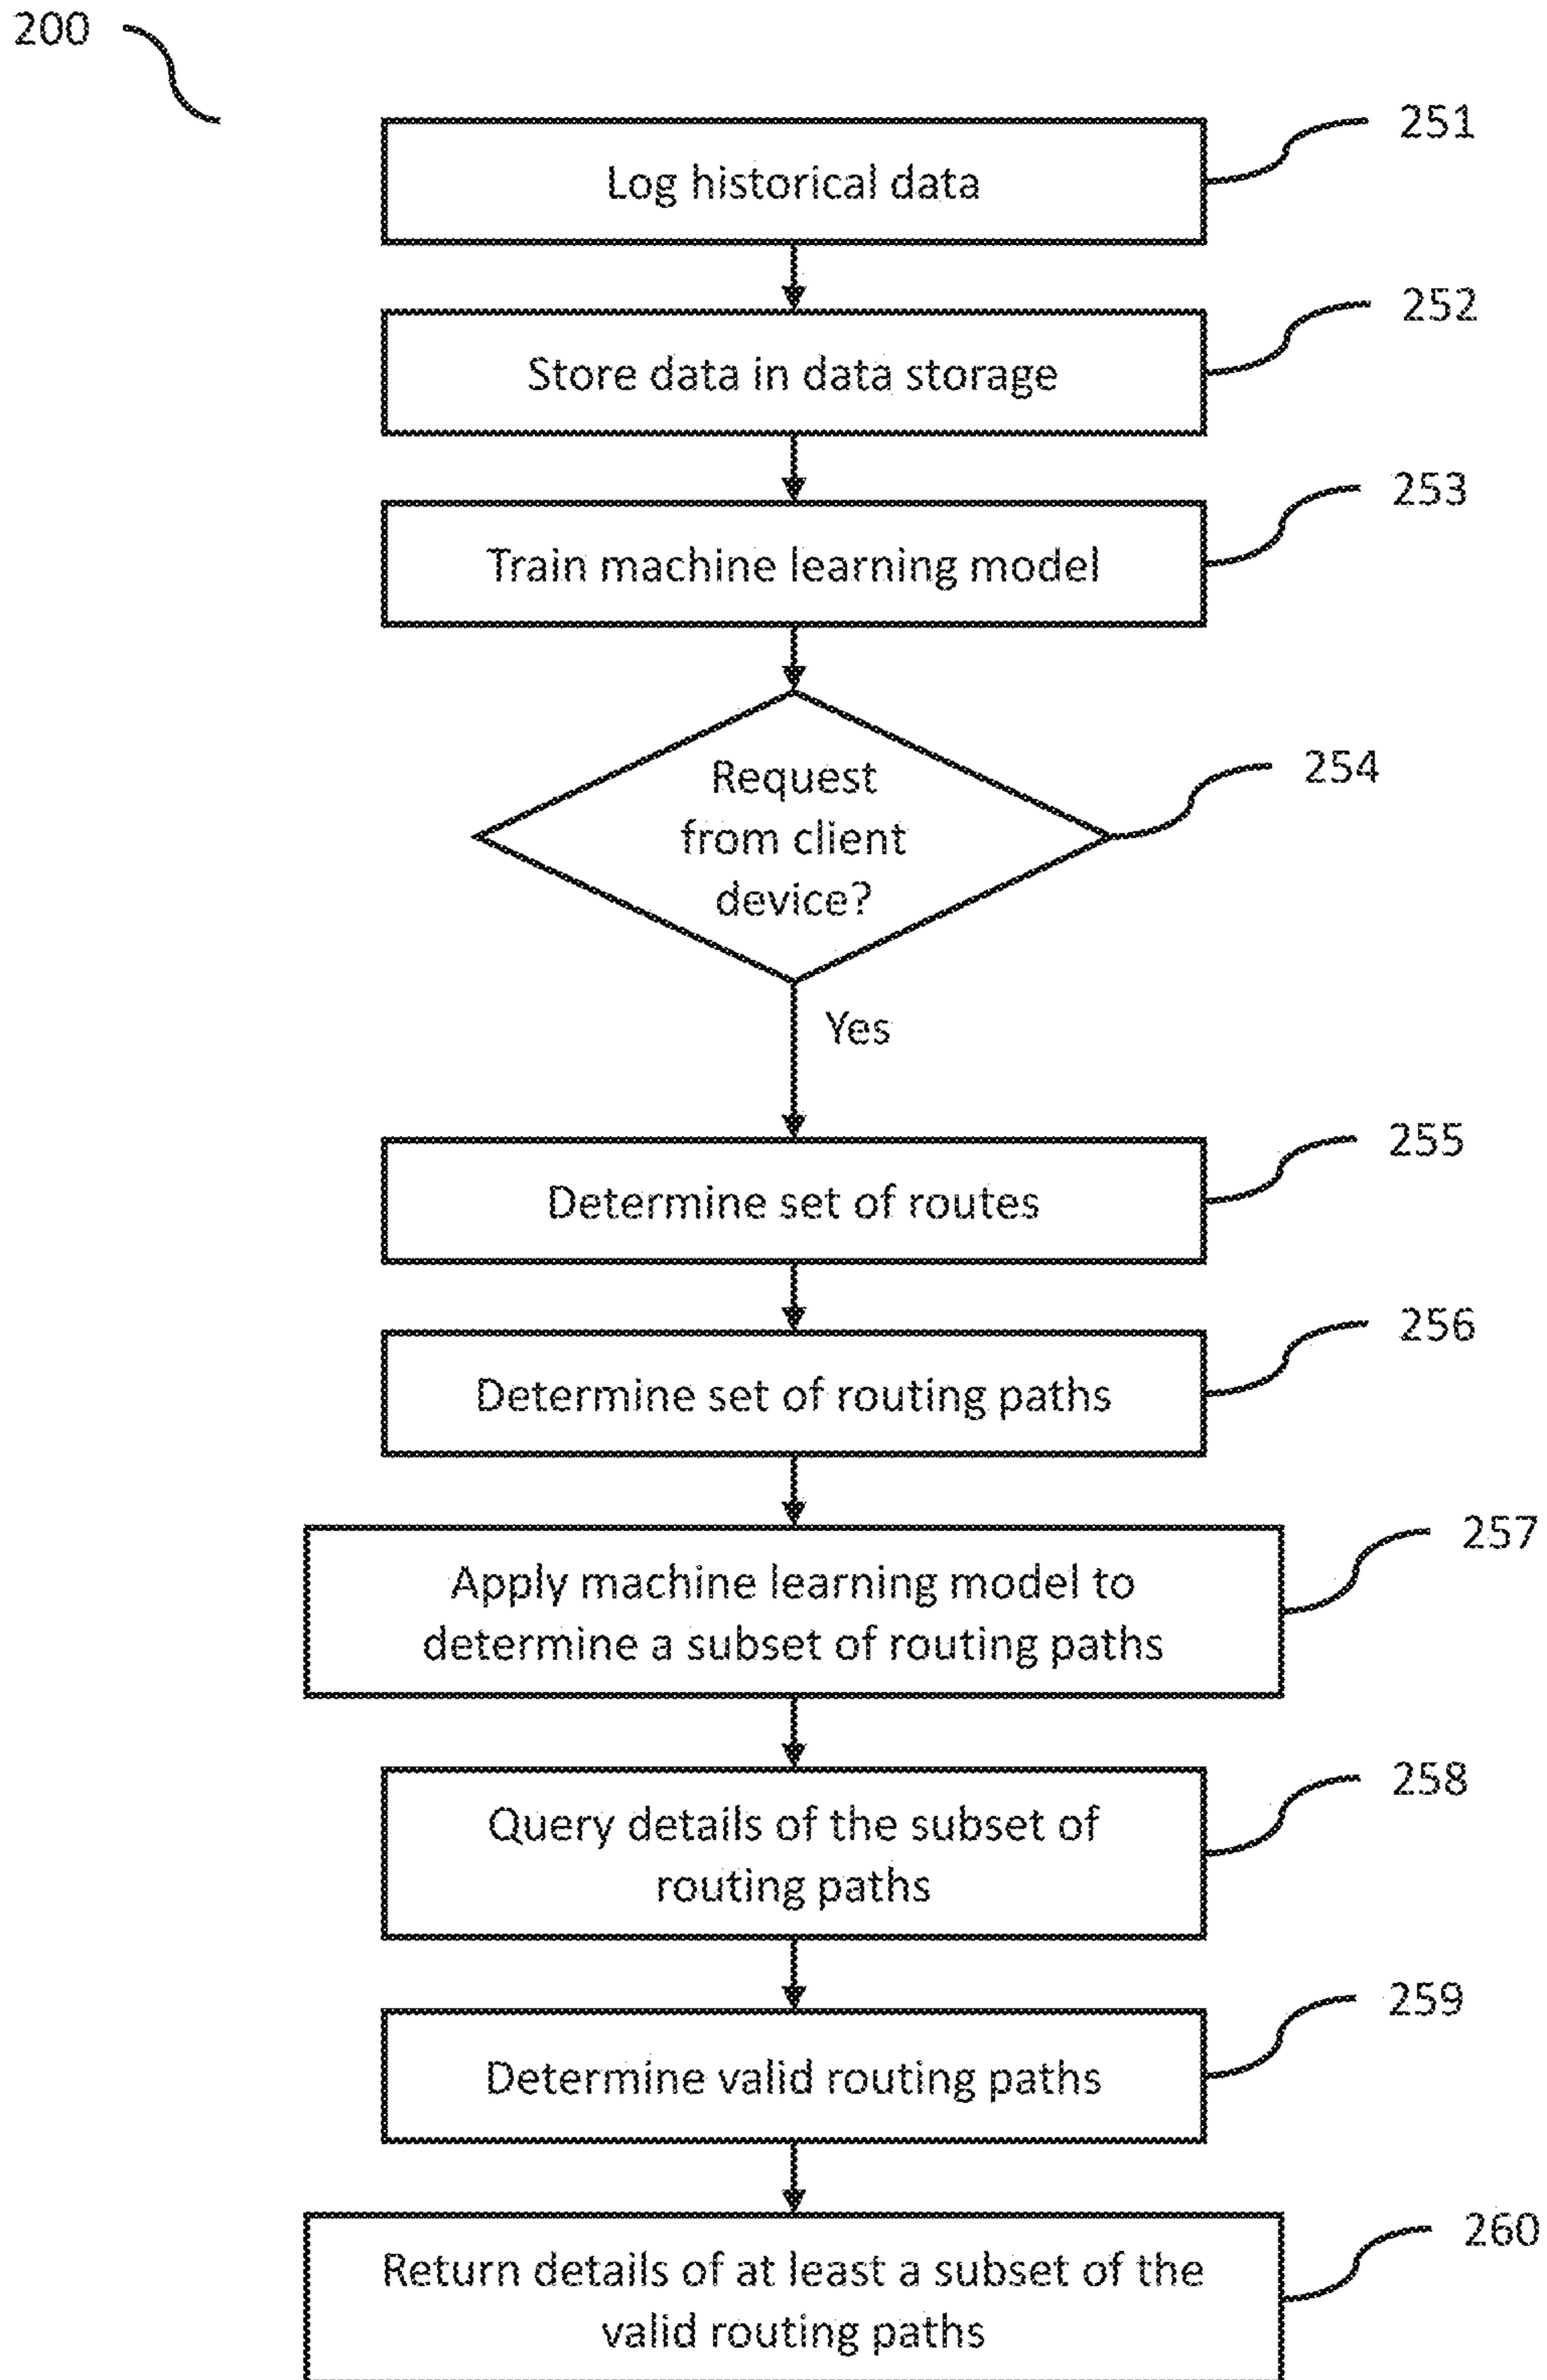 200
251
Log historical data
252
Store data in data storage
253
Train machine learning model
254
Request
from client
device?
Yes
255
Determine set of routes
256
Determine set of routing paths
257
Apply machine learning model to
determine a subset of routing paths
258
Query details of the subset of
routing paths
259
Determine valid routing paths
260
Return details of at least a subset of the
valid routing paths